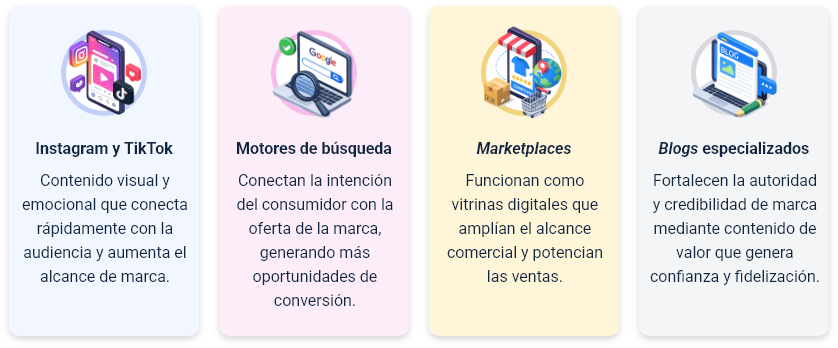 Google
BLOG
Instagram y TikTok
Contenido visual y
emocional que conecta
rápidamente con la
audiencia y aumenta el
alcance de marca.
Motores de búsqueda
Conectan la intención
del consumidor con la
oferta de la marca,
generando más
oportunidades de
conversión.
Marketplaces
Funcionan como
vitrinas digitales que
amplían el alcance
comercial y potencian
las ventas.
Blogs especializados
Fortalecen la autoridad
y credibilidad de marca
mediante contenido de
valor que genera
confianza y fidelización.